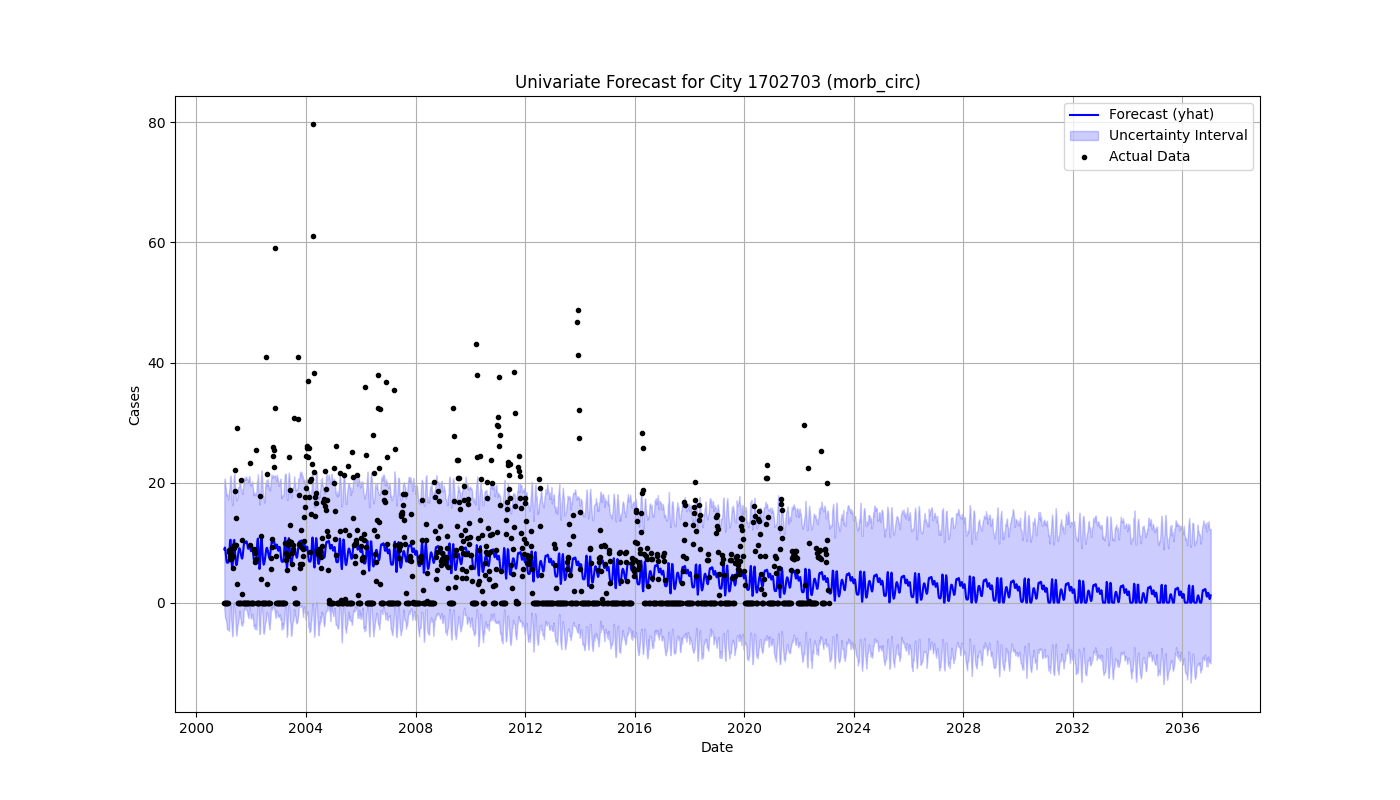 Univariate Forecast for City 1702703 (morb_circ)
Forecast (yhat)
Uncertainty Interval
Actual Data
80
60
40
20
0
Cases
2000 2004 2008 2012 2016 2020 2024 2028 2032 2036
Date